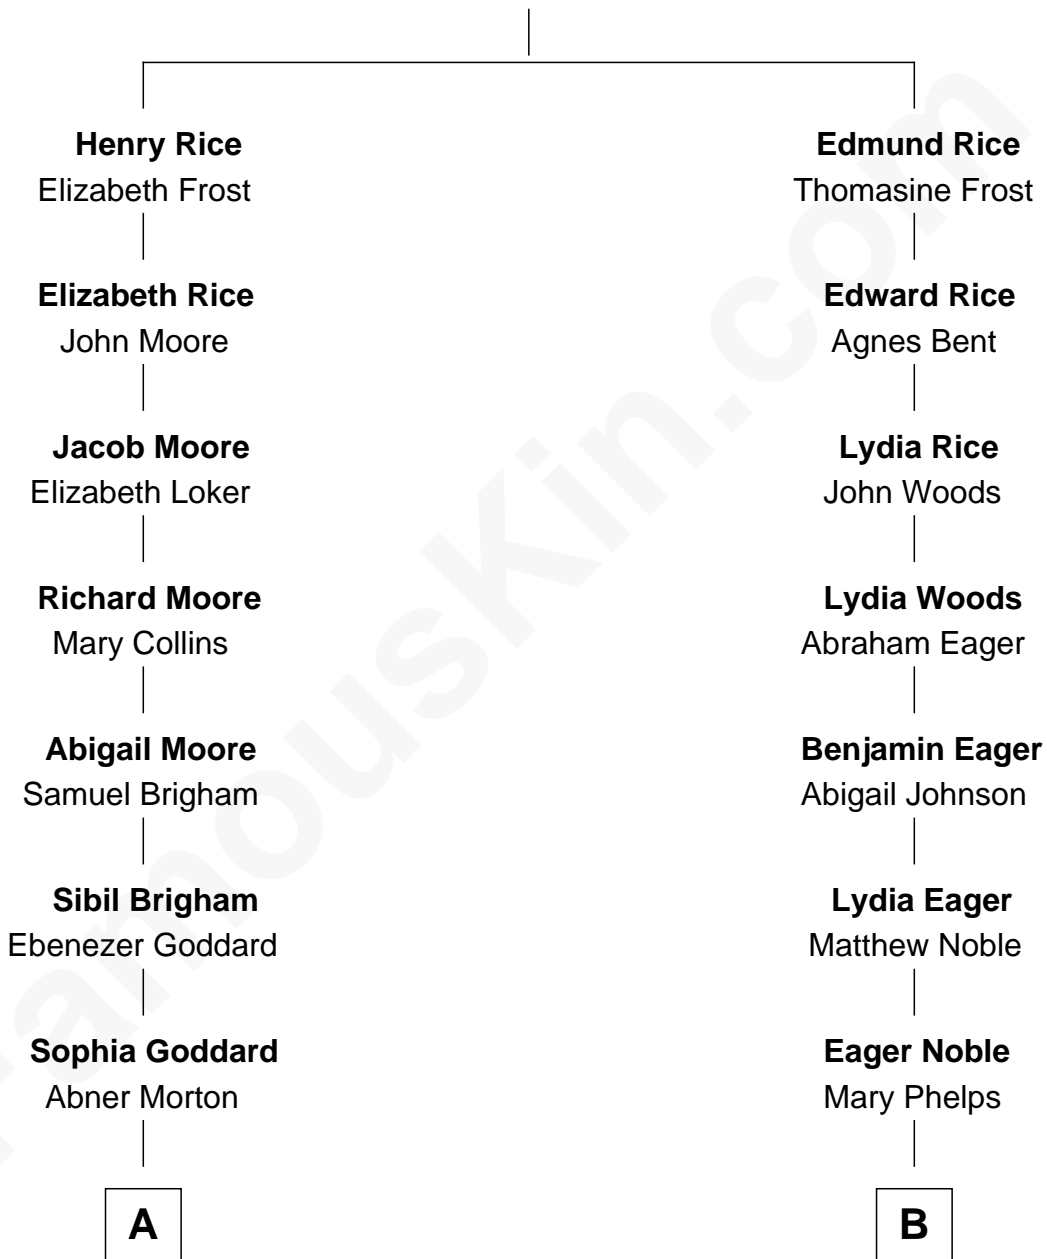 Henry Rice
Elizabeth Frost
Elizabeth Rice
John Moore
Jacob Moore
Elizabeth Loker
Richard Moore
Mary Collins
Abigail Moore
Samuel Brigham
Sibil Brigham
Ebenezer Goddard
Sophia Goddard
Abner Morton
A
Edmund Rice
Thomasine Frost
Edward Rice
Agnes Bent
Lydia Rice
John Woods
Lydia Woods
Abraham Eager
Benjamin Eager
Abigail Johnson
Lydia Eager
Matthew Noble
Eager Noble
Mary Phelps
B
FamousKin.com